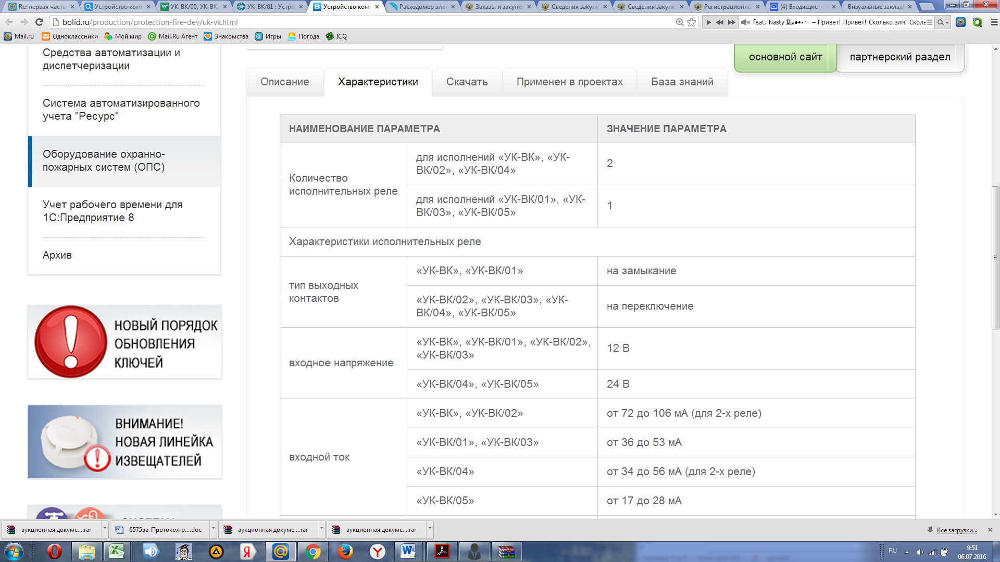 Re: первая часть
Устройство комм
УК-ВК/00, УК-ВК,
УК-ВК/01 : Устро
Устройство комм
Расходомер элек
Заказы и закупк
Сведения закупк
Сведения закупк
Регистрационны
(4) Входящие —
Визуальные заклад
bolid.ru/production/protection-fire-dev/uk-vk.html
feat. Nasty – Привет! Привет! Сколько зим! Сколь
Mail.ru
Одноклассники
Мой мир
Mail.Ru Агент
Знакомства
Игры
Погода
ICQ
Средства автоматизации и
диспетчеризации
Система автоматизированного
учета "Ресурс"
Оборудование охранно-
пожарных систем (ОПС)
Учет рабочего времени для
1С:Предприятие 8
Архив
НОВЫЙ ПОРЯДОК
ОБНОВЛЕНИЯ
КЛЮЧЕЙ
ВНИМАНИЕ!
НОВАЯ ЛИНЕЙКА
ИЗВЕЩАТЕЛЕЙ
основной сайт
партнерский раздел
Описание
Характеристики
Скачать
Применен в проектах
База знаний
НАИМЕНОВАНИЕ ПАРАМЕТРА
ЗНАЧЕНИЕ ПАРАМЕТРА
Количество
исполнительных реле
для исполнений «УК-ВК», «УК-
ВК/02», «УК-ВК/04»
2
для исполнений «УК-ВК/01», «УК-
ВК/03», «УК-ВК/05»
1
Характеристики исполнительных реле
тип выходных
контактов
«УК-ВК», «УК-ВК/01»
на замыкание
«УК-ВК/02», «УК-ВК/03», «УК-
ВК/04», «УК-ВК/05»
на переключение
входное напряжение
«УК-ВК», «УК-ВК/01», «УК-ВК/02»,
«УК-ВК/03»
12 В
«УК-ВК/04», «УК-ВК/05»
24 В
входной ток
«УК-ВК», «УК-ВК/02»
от 72 до 106 мА (для 2-х реле)
«УК-ВК/01», «УК-ВК/03»
от 36 до 53 мА
«УК-ВК/04»
от 34 до 56 мА (для 2-х реле)
«УК-ВК/05»
от 17 до 28 мА
аукционная докуме....rar
6575эа-Протокол р....doc
аукционная докуме....rar
аукционная докуме....rar
Все загрузки...
RU
9:51
06.07.2016